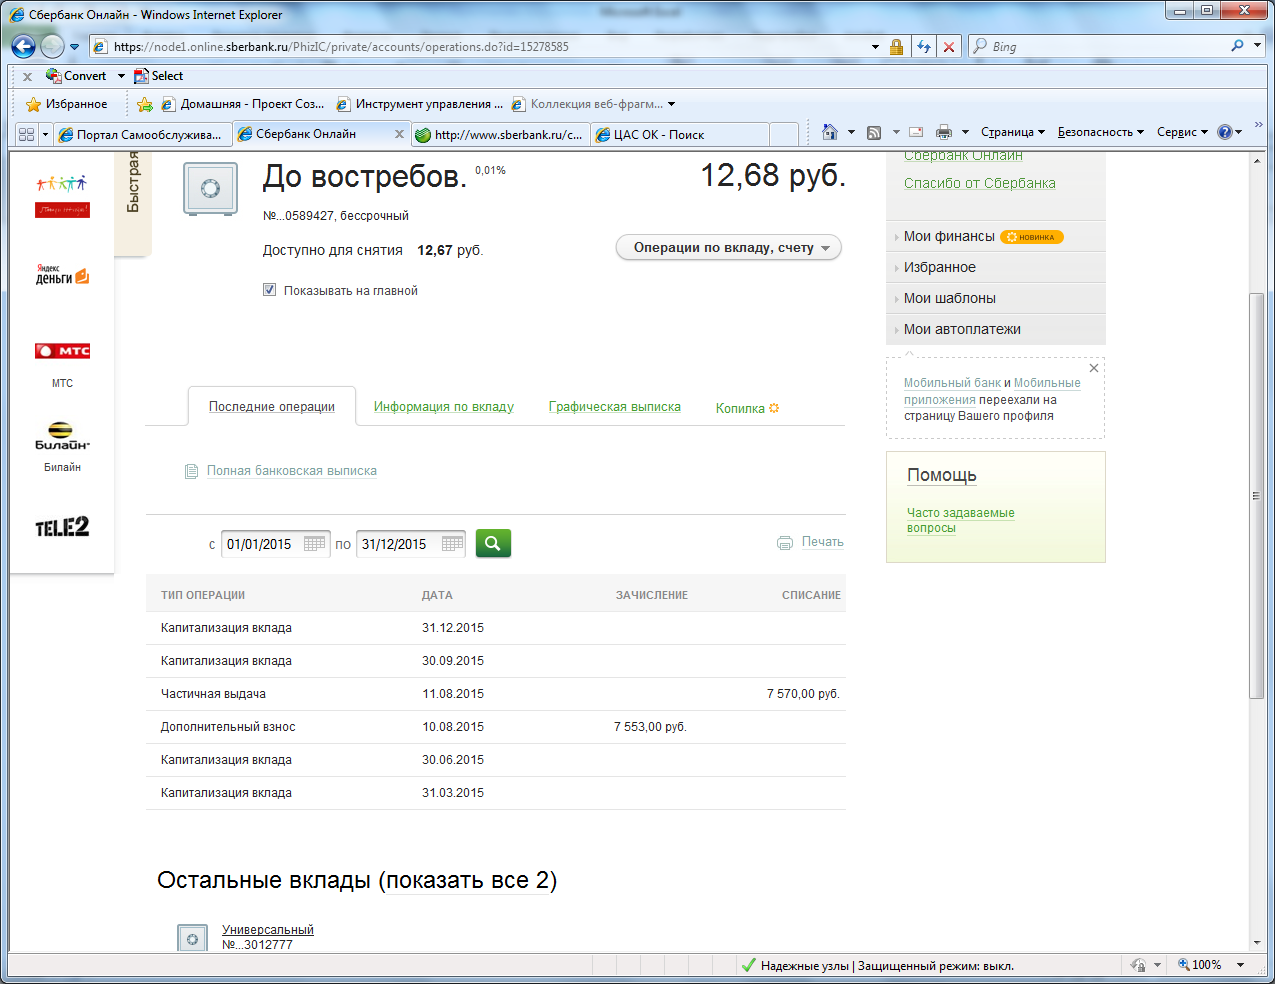 Сбербанк Онлайн - Windows Internet Explorer
https://node1.online.sberbank.ru/PhizIC/private/accounts/operations.do?id=15278585
Bing
x Convert Select
Избранное Домашняя - Проект Соз... Инструмент управления ... Коллекция веб-фрагм...
Портал Самообслужива... Сбербанк Онлайн x http://www.sberbank.ru/с... ЦАС ОК - Поиск Страница Безопасность Сервис »
Быстрая
До востребов. 0,01% 12,68 руб.
№...0589427, бессрочный
Доступно для снятия 12,67 руб. Операции по вкладу, счету
Показывать на главной
Сбербанк Онлайн
Спасибо от Сбербанка
Мои финансы НОВИНКА
Избранное
Мои шаблоны
Мои автоплатежи
Мобильный банк и Мобильные
приложения переехали на
страницу Вашего профиля
Помощь
Часто задаваемые
вопросы
Яндекс
деньги
МТС
МТС
Билайн
Билайн
TELE2
Последние операции Информация по вкладу Графическая выписка Копилка
Полная банковская выписка
с 01/01/2015 по 31/12/2015 Печать
ТИП ОПЕРАЦИИ ДАТА ЗАЧИСЛЕНИЕ СПИСАНИЕ
Капитализация вклада 31.12.2015
Капитализация вклада 30.09.2015
Частичная выдача 11.08.2015 7 570,00 руб.
Дополнительный взнос 10.08.2015 7 553,00 руб.
Капитализация вклада 30.06.2015
Капитализация вклада 31.03.2015
Остальные вклады (показать все 2)
Универсальный
№...3012777
Надежные узлы | Защищенный режим: выкл. 100%